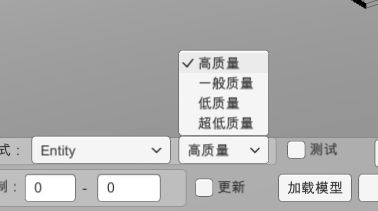 高质量
一般质量
低质量
超低质量
式： Entity 高质量 测试
制： 0 - 0 更新 加载模型